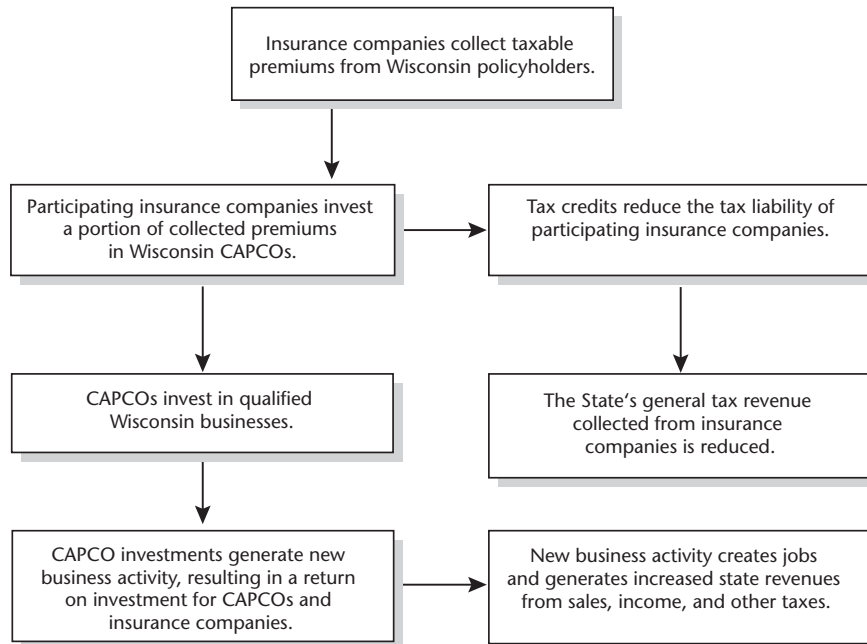 Insurance companies collect taxable
premiums from Wisconsin policyholders.
Participating insurance companies invest
a portion of collected premiums
in Wisconsin CAPCOs.
Tax credits reduce the tax liability of
participating insurance companies.
CAPCOs invest in qualified
Wisconsin businesses.
The State's general tax revenue
collected from insurance
companies is reduced.
CAPCO investments generate new
business activity, resulting in a return
on investment for CAPCOs and
insurance companies.
New business activity creates jobs
and generates increased state revenues
from sales, income, and other taxes.